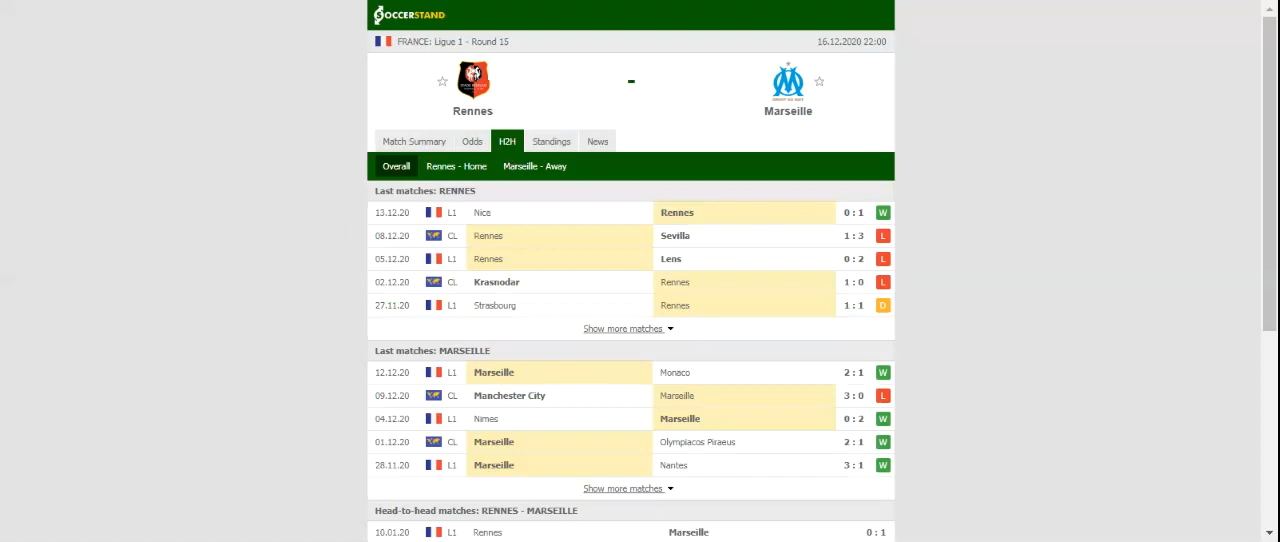 SOCCERSTAND
FRANCE: Ligue 1 - Round 15 16.12.2020 22:00
Rennes - Marseille
Match Summary Odds H2H Standings News
Overall Rennes - Home Marseille - Away
Last matches: RENNES
13.12.20 L1 Nice Rennes 0 : 1 W
08.12.20 CL Rennes Sevilla 1 : 3 L
05.12.20 L1 Rennes Lens 0 : 2 L
02.12.20 CL Krasnodar Rennes 1 : 0 L
27.11.20 L1 Strasbourg Rennes 1 : 1 D
Show more matches
Last matches: MARSEILLE
12.12.20 L1 Marseille Monaco 2 : 1 W
09.12.20 CL Manchester City Marseille 3 : 0 L
04.12.20 L1 Nimes Marseille 0 : 2 W
01.12.20 CL Marseille Olympiacos Piraeus 2 : 1 W
28.11.20 L1 Marseille Nantes 3 : 1 W
Show more matches
Head-to-head matches: RENNES - MARSEILLE
10.01.20 L1 Rennes Marseille 0 : 1